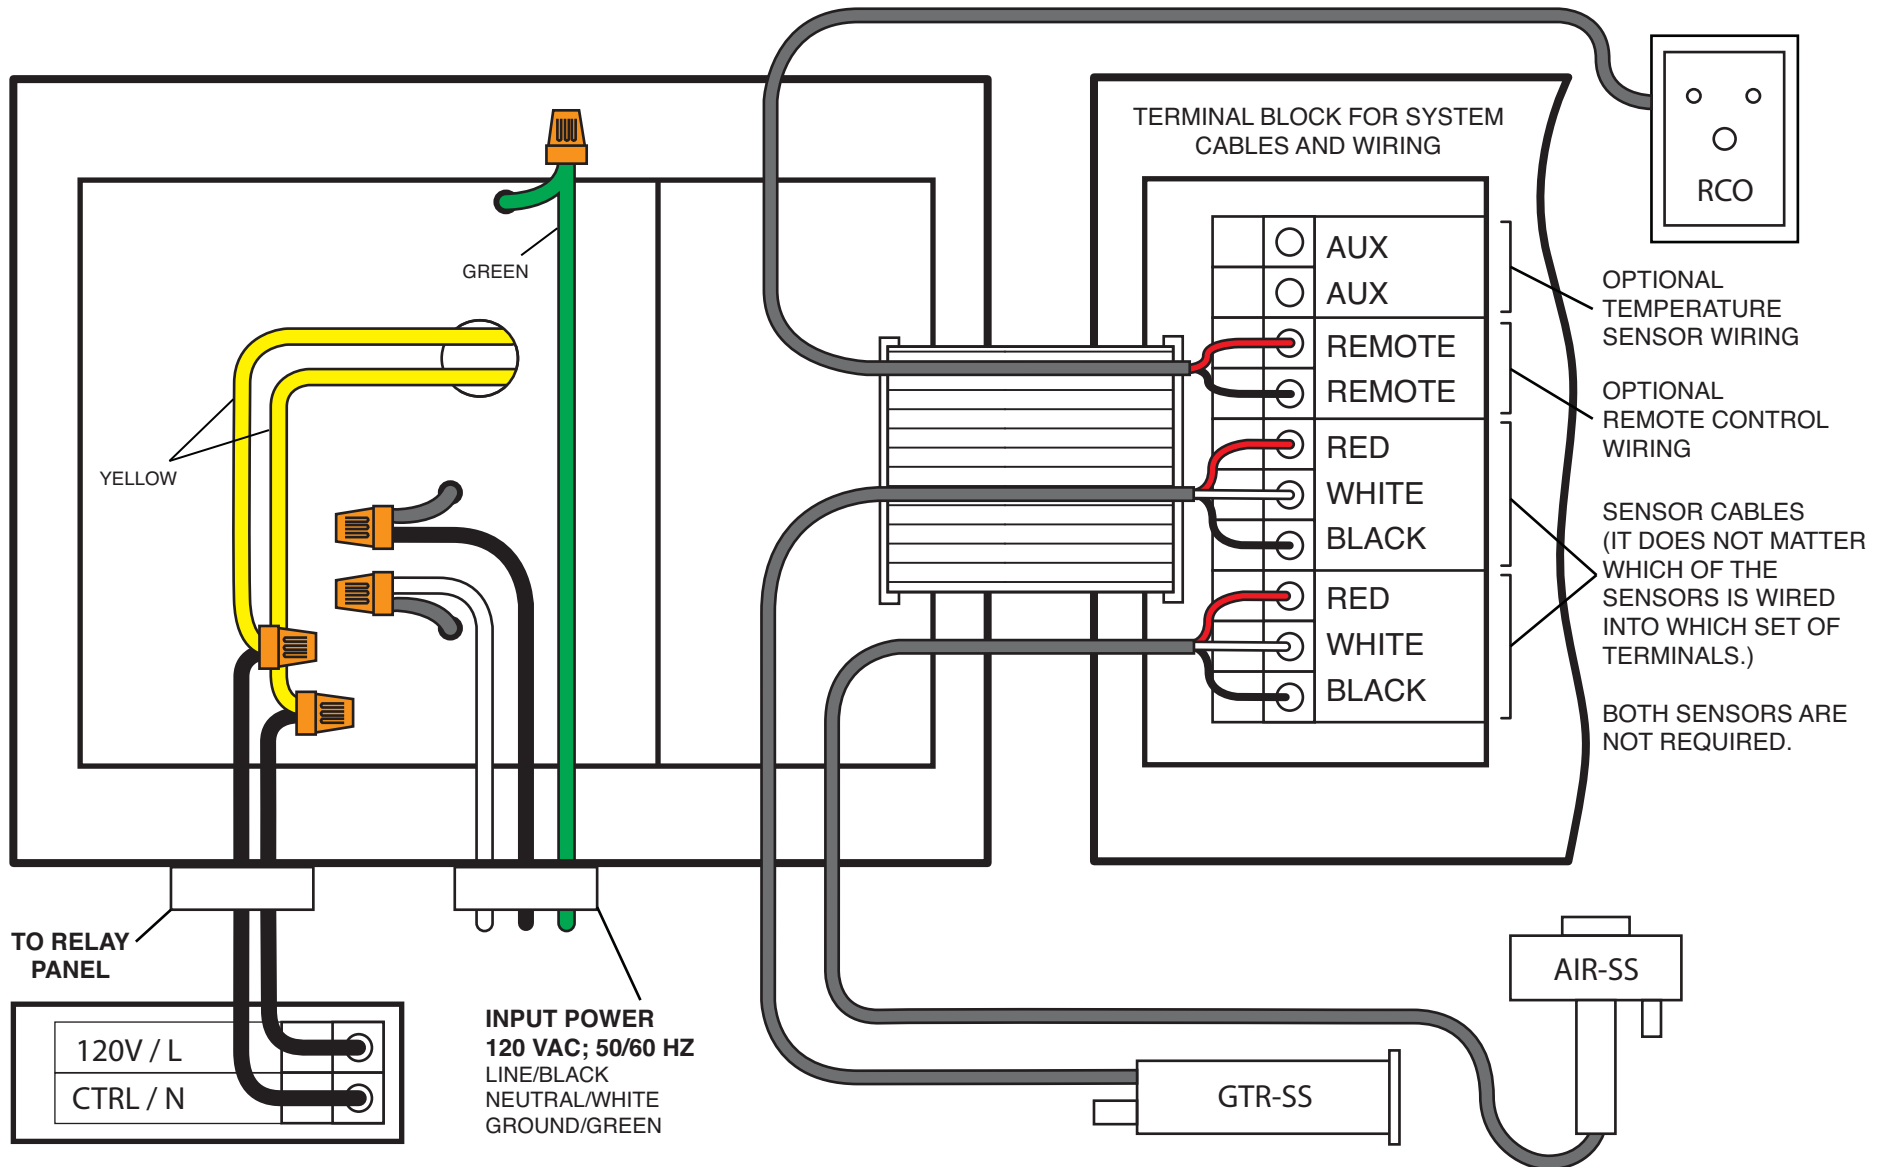 TERMINAL BLOCK FOR SYSTEM
CABLES AND WIRING
RCO
GREEN
YELLOW
AUX
AUX
REMOTE
REMOTE
RED
WHITE
BLACK
RED
WHITE
BLACK
OPTIONAL
TEMPERATURE
SENSOR WIRING
OPTIONAL
REMOTE CONTROL
WIRING
SENSOR CABLES
(IT DOES NOT MATTER
WHICH OF THE
SENSORS IS WIRED
INTO WHICH SET OF
TERMINALS.)
BOTH SENSORS ARE
NOT REQUIRED.
TO RELAY
PANEL
120V / L
CTRL / N
INPUT POWER
120 VAC; 50/60 HZ
LINE/BLACK
NEUTRAL/WHITE
GROUND/GREEN
GTR-SS
AIR-SS